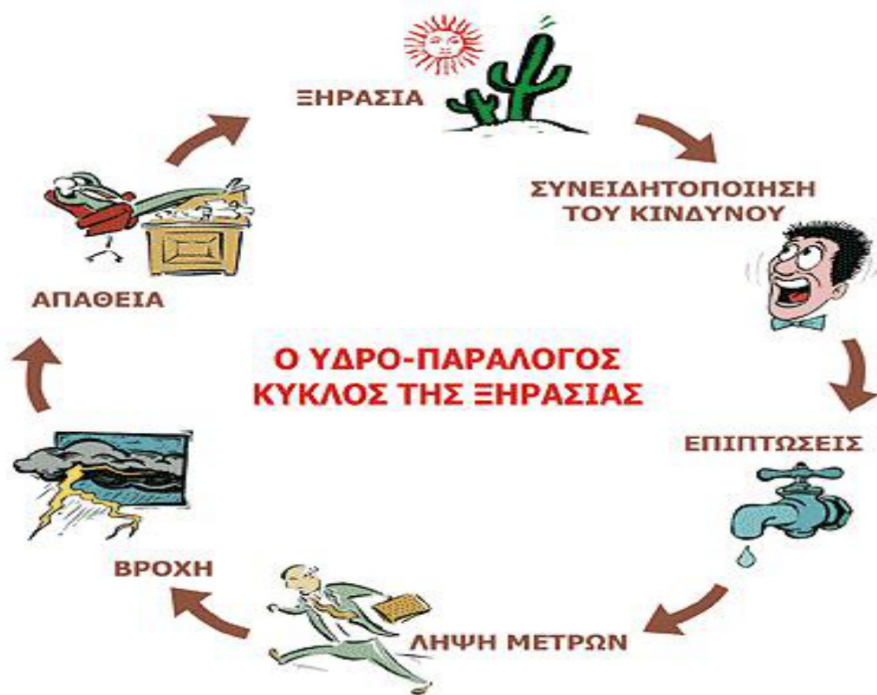 ΞΗΡΑΣΙΑ
ΣΥΝΕΙΔΗΤΟΠΟΙΗΣΗ
ΤΟΥ ΚΙΝΔΥΝΟΥ
ΕΠΙΠΤΩΣΕΙΣ
ΛΗΨΗ ΜΕΤΡΩΝ
ΒΡΟΧΗ
ΑΠΑΘΕΙΑ
Ο ΥΔΡΟ-ΠΑΡΑΛΟΓΟΣ
ΚΥΚΛΟΣ ΤΗΣ ΞΗΡΑΣΙΑΣ